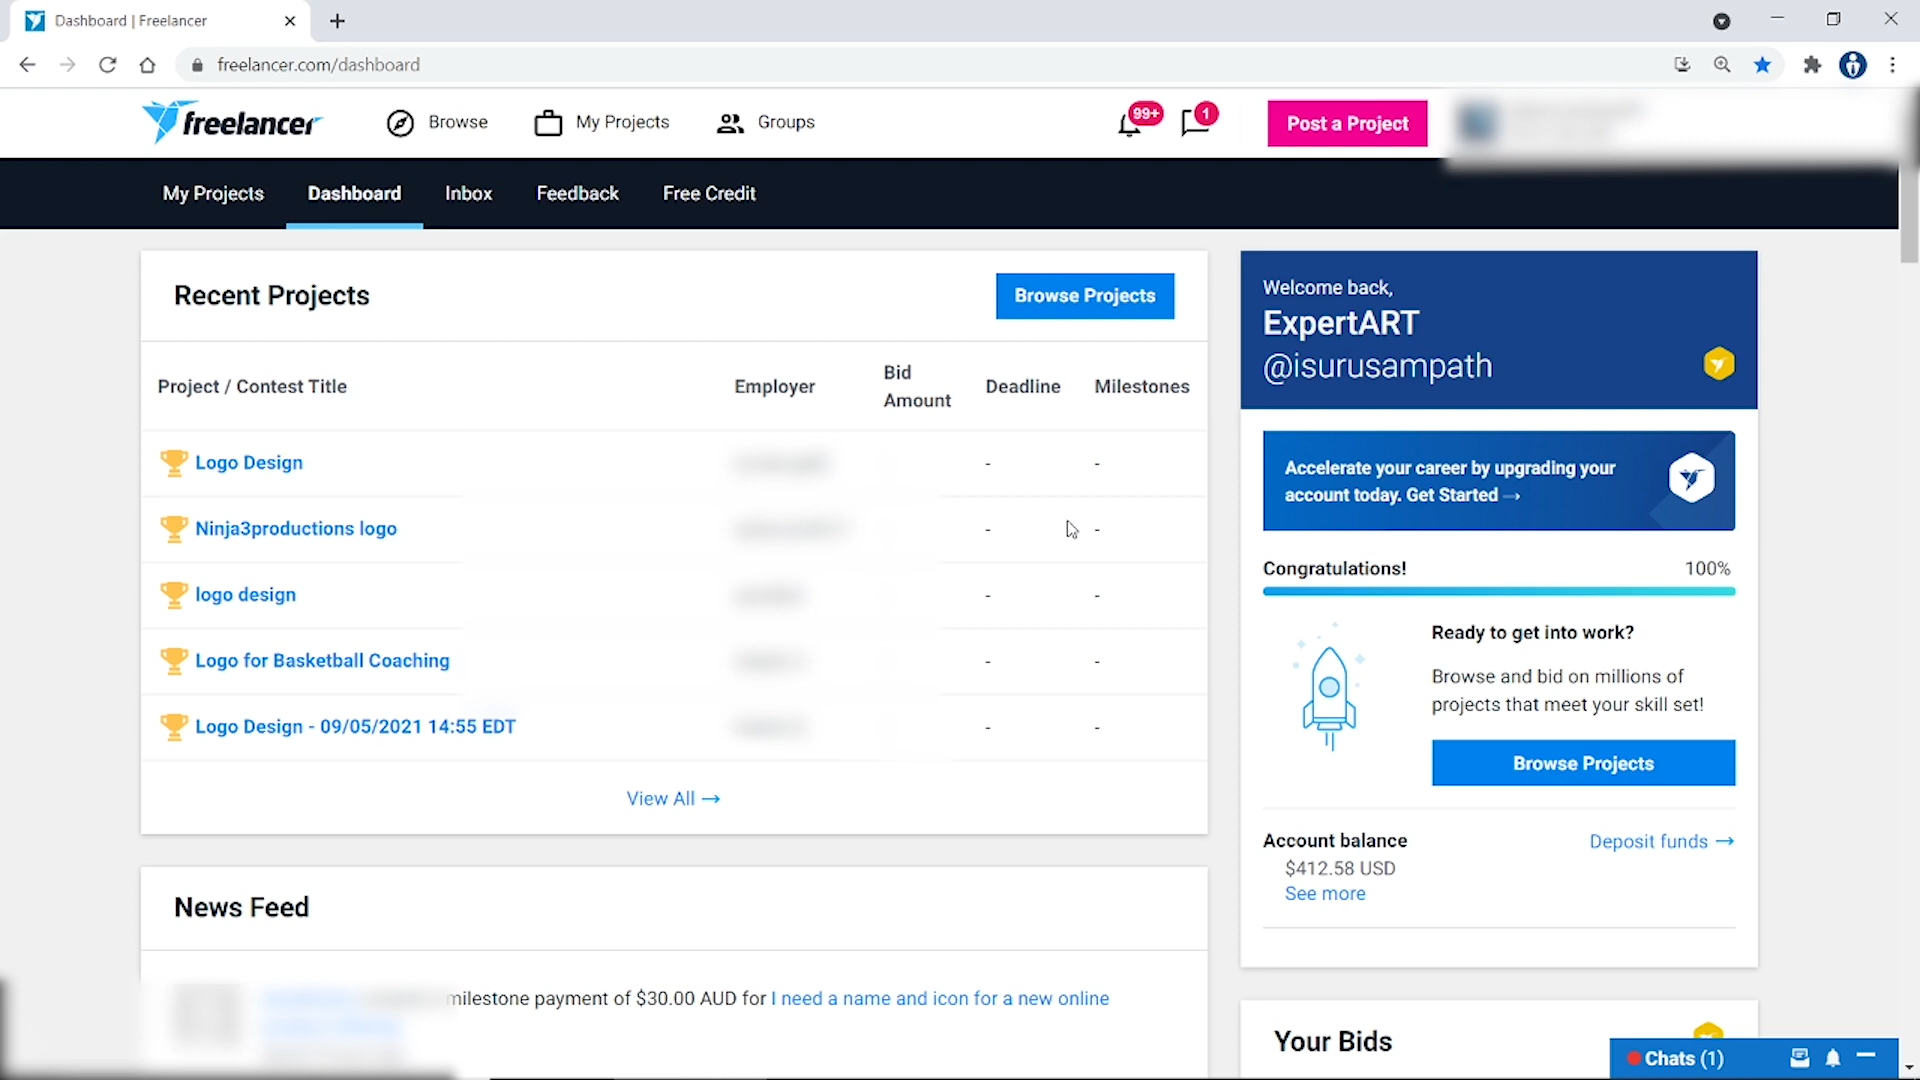 Dashboard | Freelancer
freelancer.com/dashboard
freelancer
Browse
My Projects
Groups
99+
1
Post a Project
My Projects
Dashboard
Inbox
Feedback
Free Credit
Recent Projects
Browse Projects
Project / Contest Title
Employer
Bid
Amount
Deadline
Milestones
Logo Design
-
-
Ninja3productions logo
-
-
logo design
-
-
Logo for Basketball Coaching
-
-
Logo Design - 09/05/2021 14:55 EDT
-
-
View All →
News Feed
milestone payment of $30.00 AUD for I need a name and icon for a new online
Welcome back,
ExpertART
@isurusampath
Accelerate your career by upgrading your
account today. Get Started →
Congratulations!
100%
Ready to get into work?
Browse and bid on millions of
projects that meet your skill set!
Browse Projects
Account balance
Deposit funds →
$412.58 USD
See more
Your Bids
Chats (1)